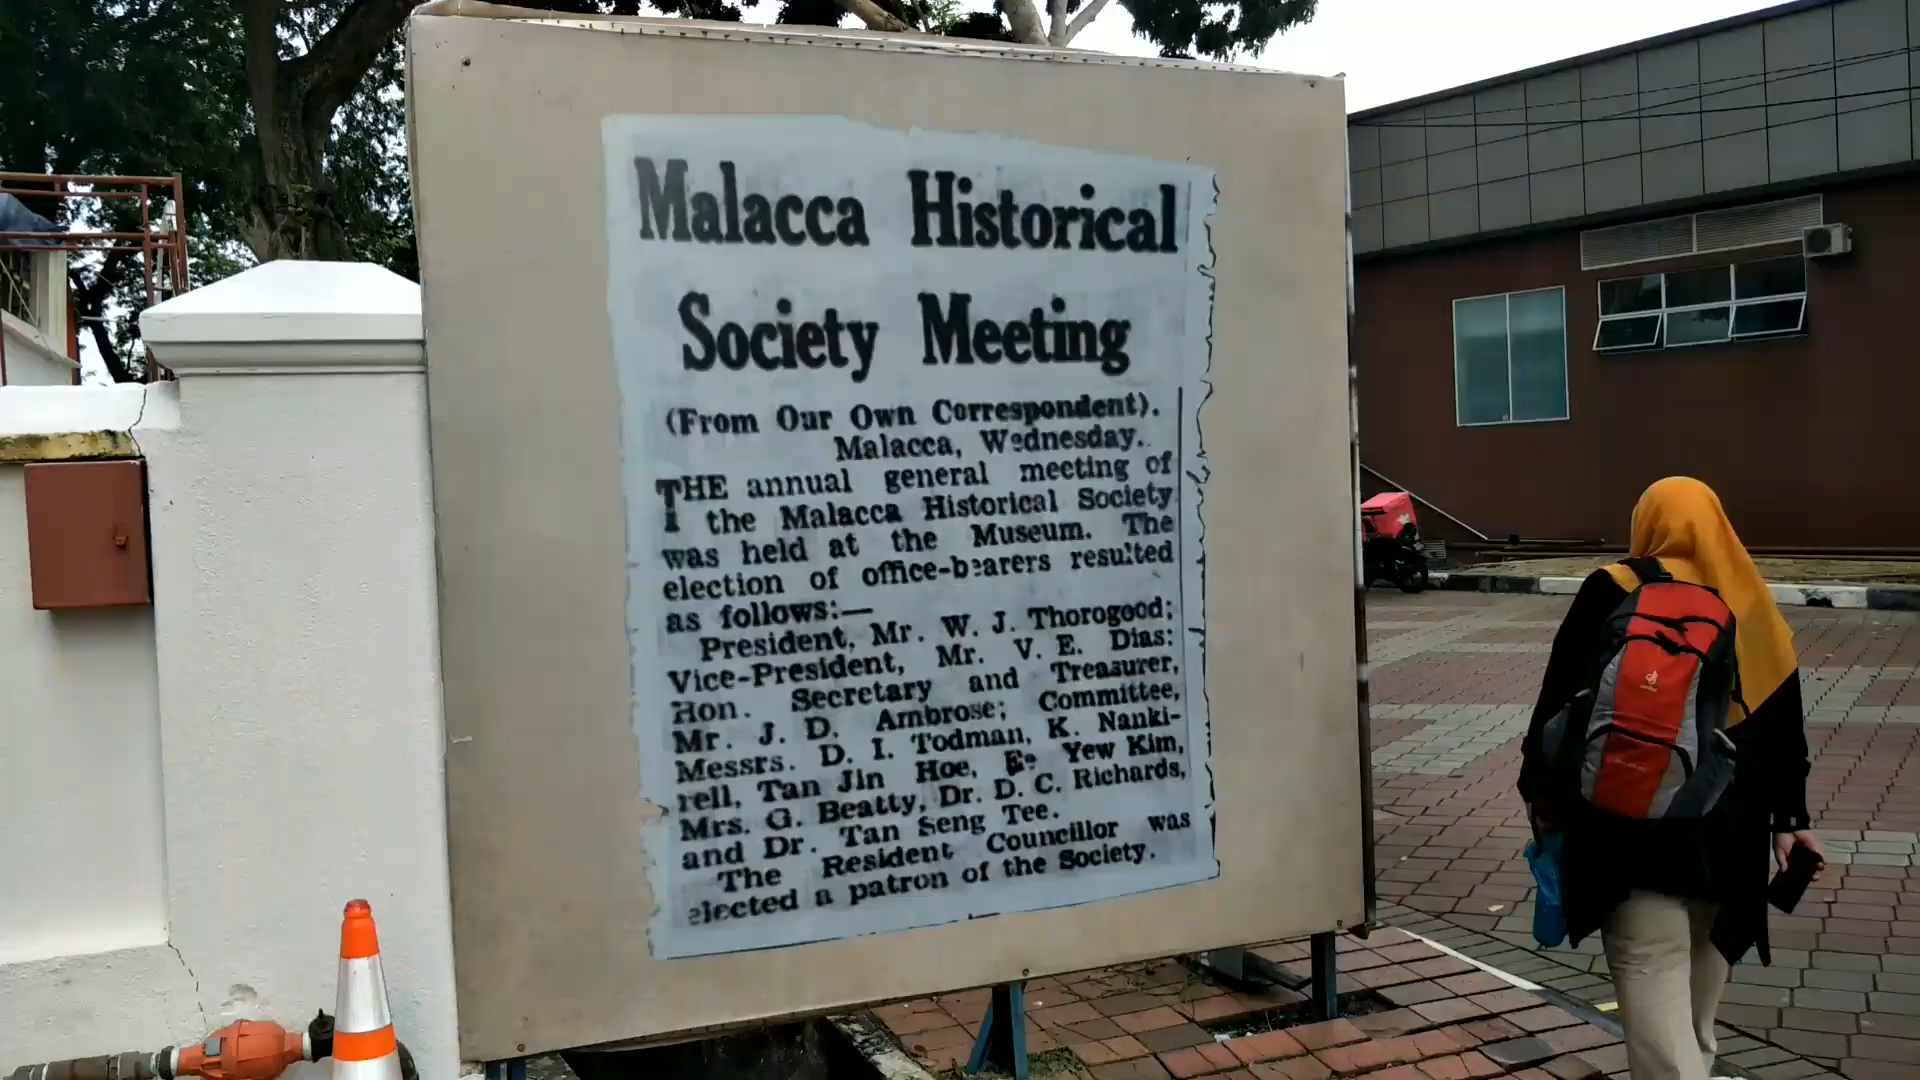 Malacca Historical
Society Meeting
(From Our Own Correspondent).
Malacca, Wednesday.
THE annual general meeting of
the Malacca Historical Society
was held at the Museum. The
election of office-bearers resulted
as follows:—
President, Mr. W. J. Thorogood;
Vice-President, Mr. V. E. Dias:
Hon. Secretary and Treasurer,
Mr. J. D. Ambrose; Committee,
Messrs. D. I. Todman, K. Nanki-
rell, Tan Jin Hoe, Ee Yew Kim,
Mrs. G. Beatty, Dr. D. C. Richards,
and Dr. Tan Seng Tee.
The Resident Councillor was
elected a patron of the Society.